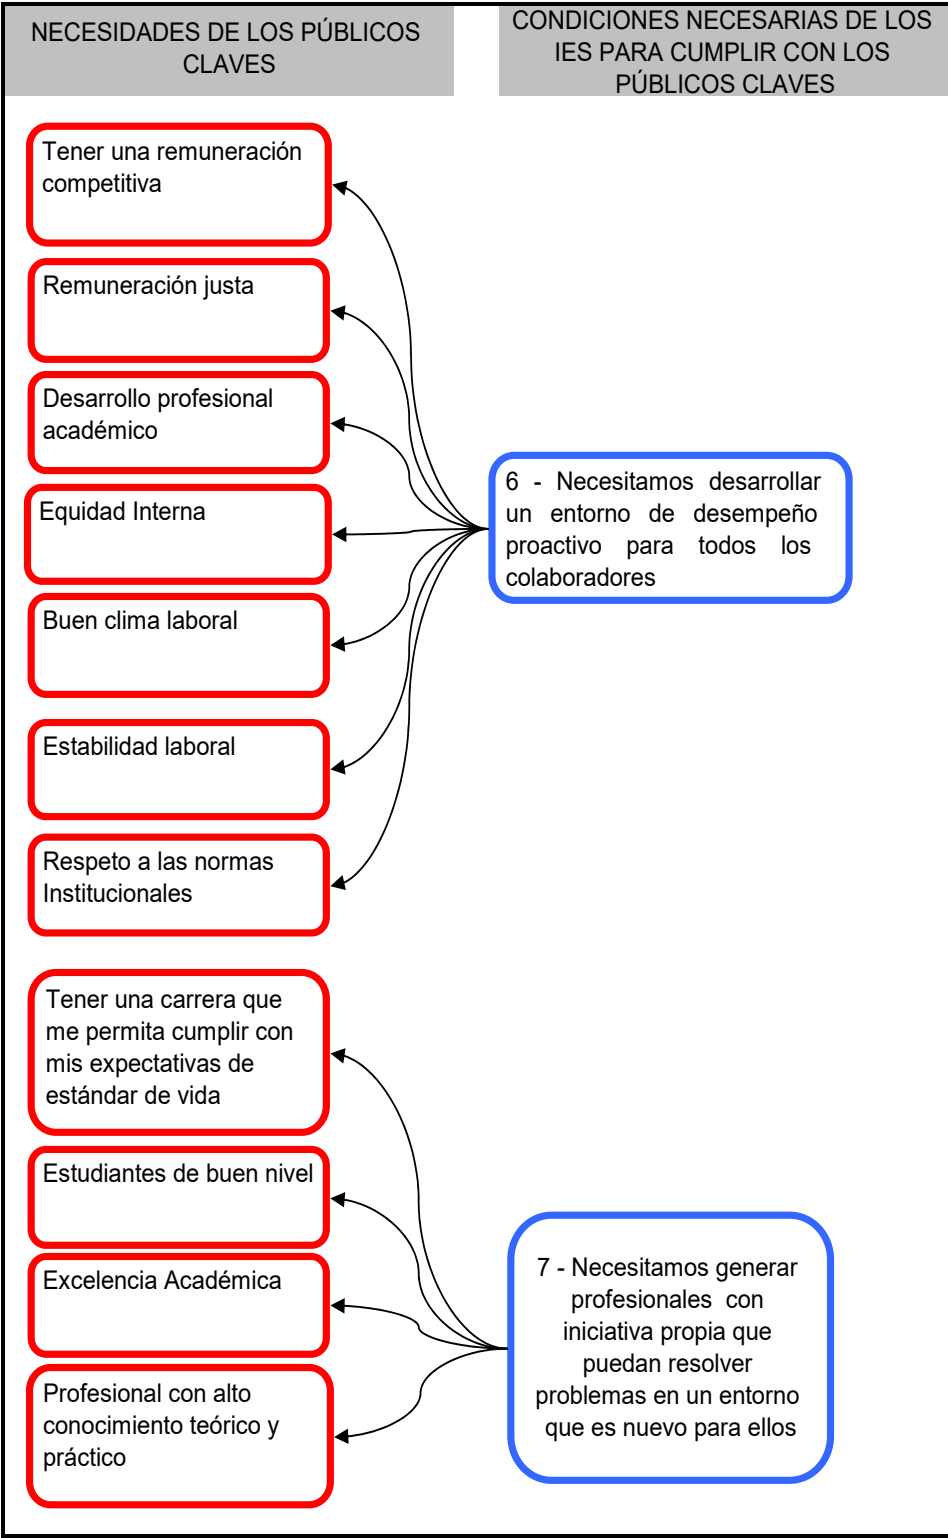 NECESIDADES DE LOS PÚBLICOS
CLAVES
CONDICIONES NECESARIAS DE LOS
IES PARA CUMPLIR CON LOS
PÚBLICOS CLAVES
Tener una remuneración
competitiva
Remuneración justa
Desarrollo profesional
académico
Equidad Interna
Buen clima laboral
Estabilidad laboral
Respeto a las normas
Institucionales
6 - Necesitamos desarrollar
un entorno de desempeño
proactivo para todos los
colaboradores
Tener una carrera que
me permita cumplir con
mis expectativas de
estándar de vida
Estudiantes de buen nivel
Excelencia Académica
Profesional con alto
conocimiento teórico y
práctico
7 - Necesitamos generar
profesionales con
iniciativa propia que
puedan resolver
problemas en un entorno
que es nuevo para ellos